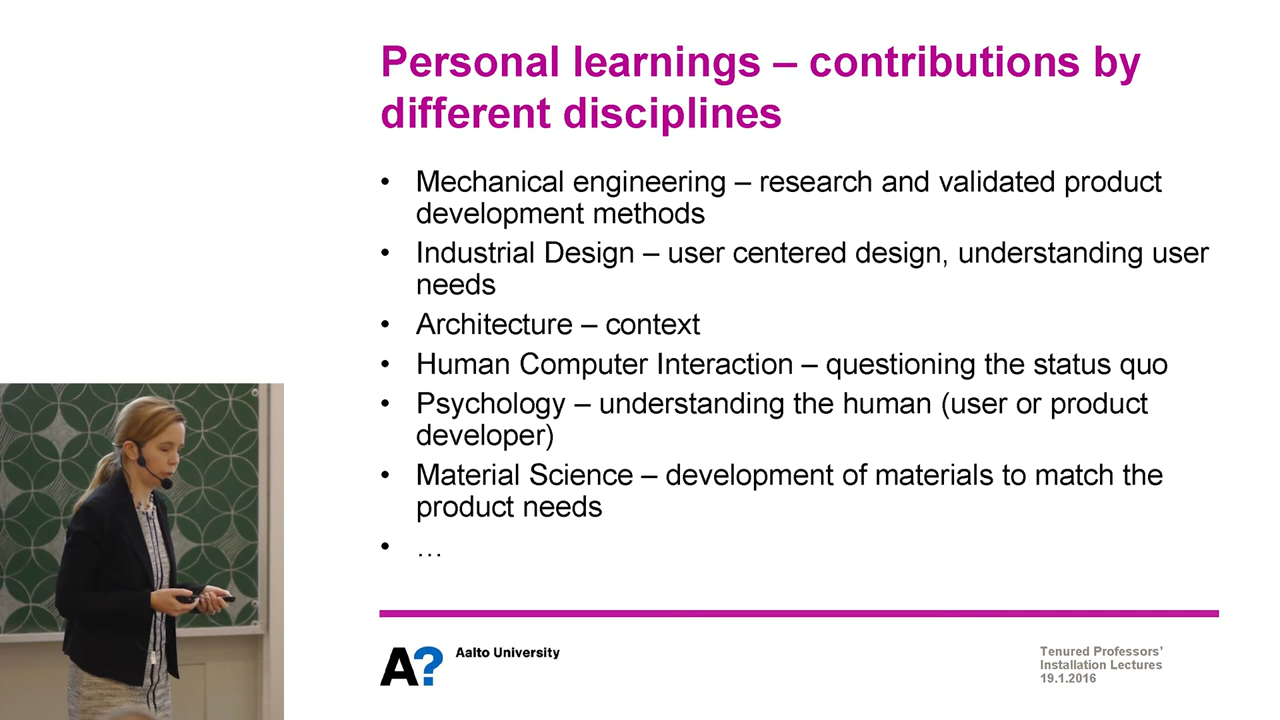 Personal learnings – contributions by
different disciplines
• Mechanical engineering – research and validated product
development methods
• Industrial Design – user centered design, understanding user
needs
• Architecture – context
• Human Computer Interaction – questioning the status quo
• Psychology – understanding the human (user or product
developer)
• Material Science – development of materials to match the
product needs
• …
A?
Aalto University
Tenured Professors’
Installation Lectures
19.1.2016